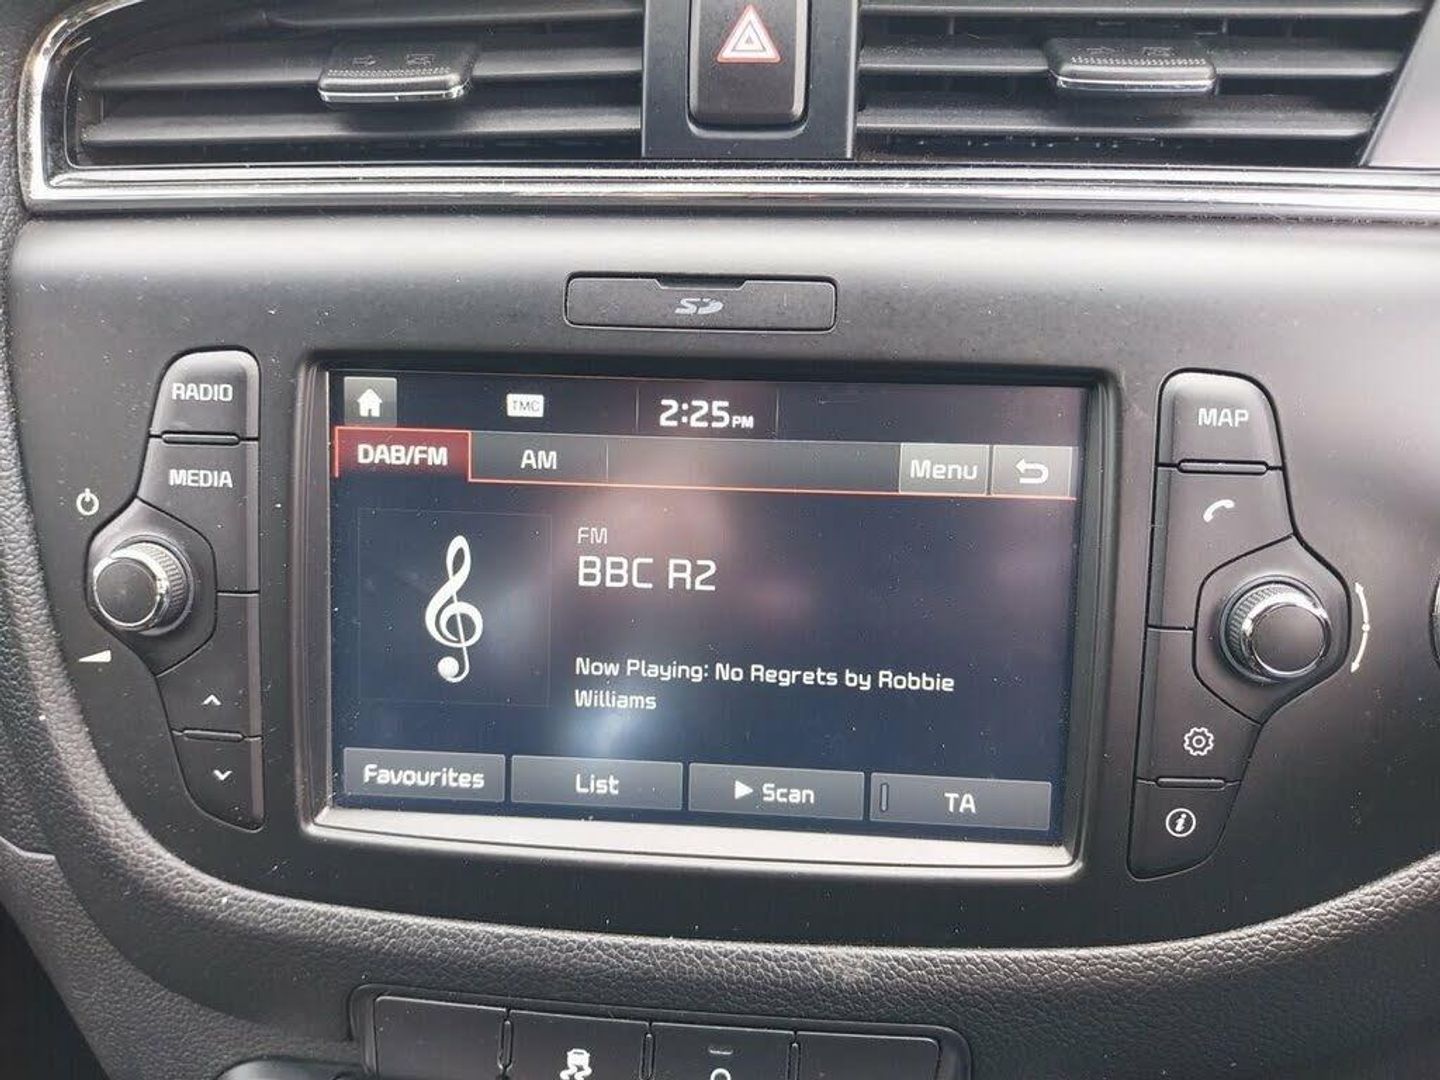 SD
RADIO
MEDIA
MAP
TMC
2:25PM
DAB/FM
AM
Menu
FM
BBC R2
Now Playing: No Regrets by Robbie
Williams
Favourites
List
Scan
TA
i